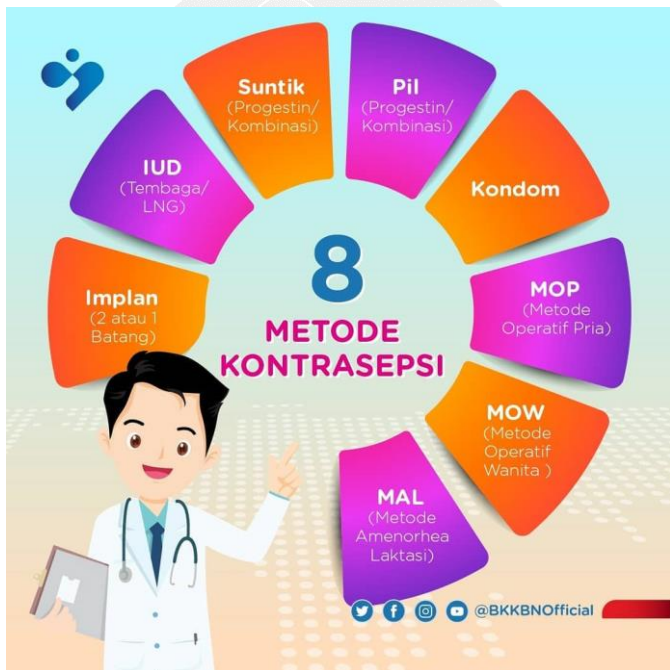 8
METODE
KONTRASEPSI
Implan
(2 atau 1
Batang)
IUD
(Tembaga/
LNG)
Suntik
(Progestin/
Kombinasi)
Pil
(Progestin/
Kombinasi)
Kondom
MOP
(Metode
Operatif Pria)
MOW
(Metode
Operatif
Wanita )
MAL
(Metode
Amenorhea
Laktasi)
@BKKBNOfficial